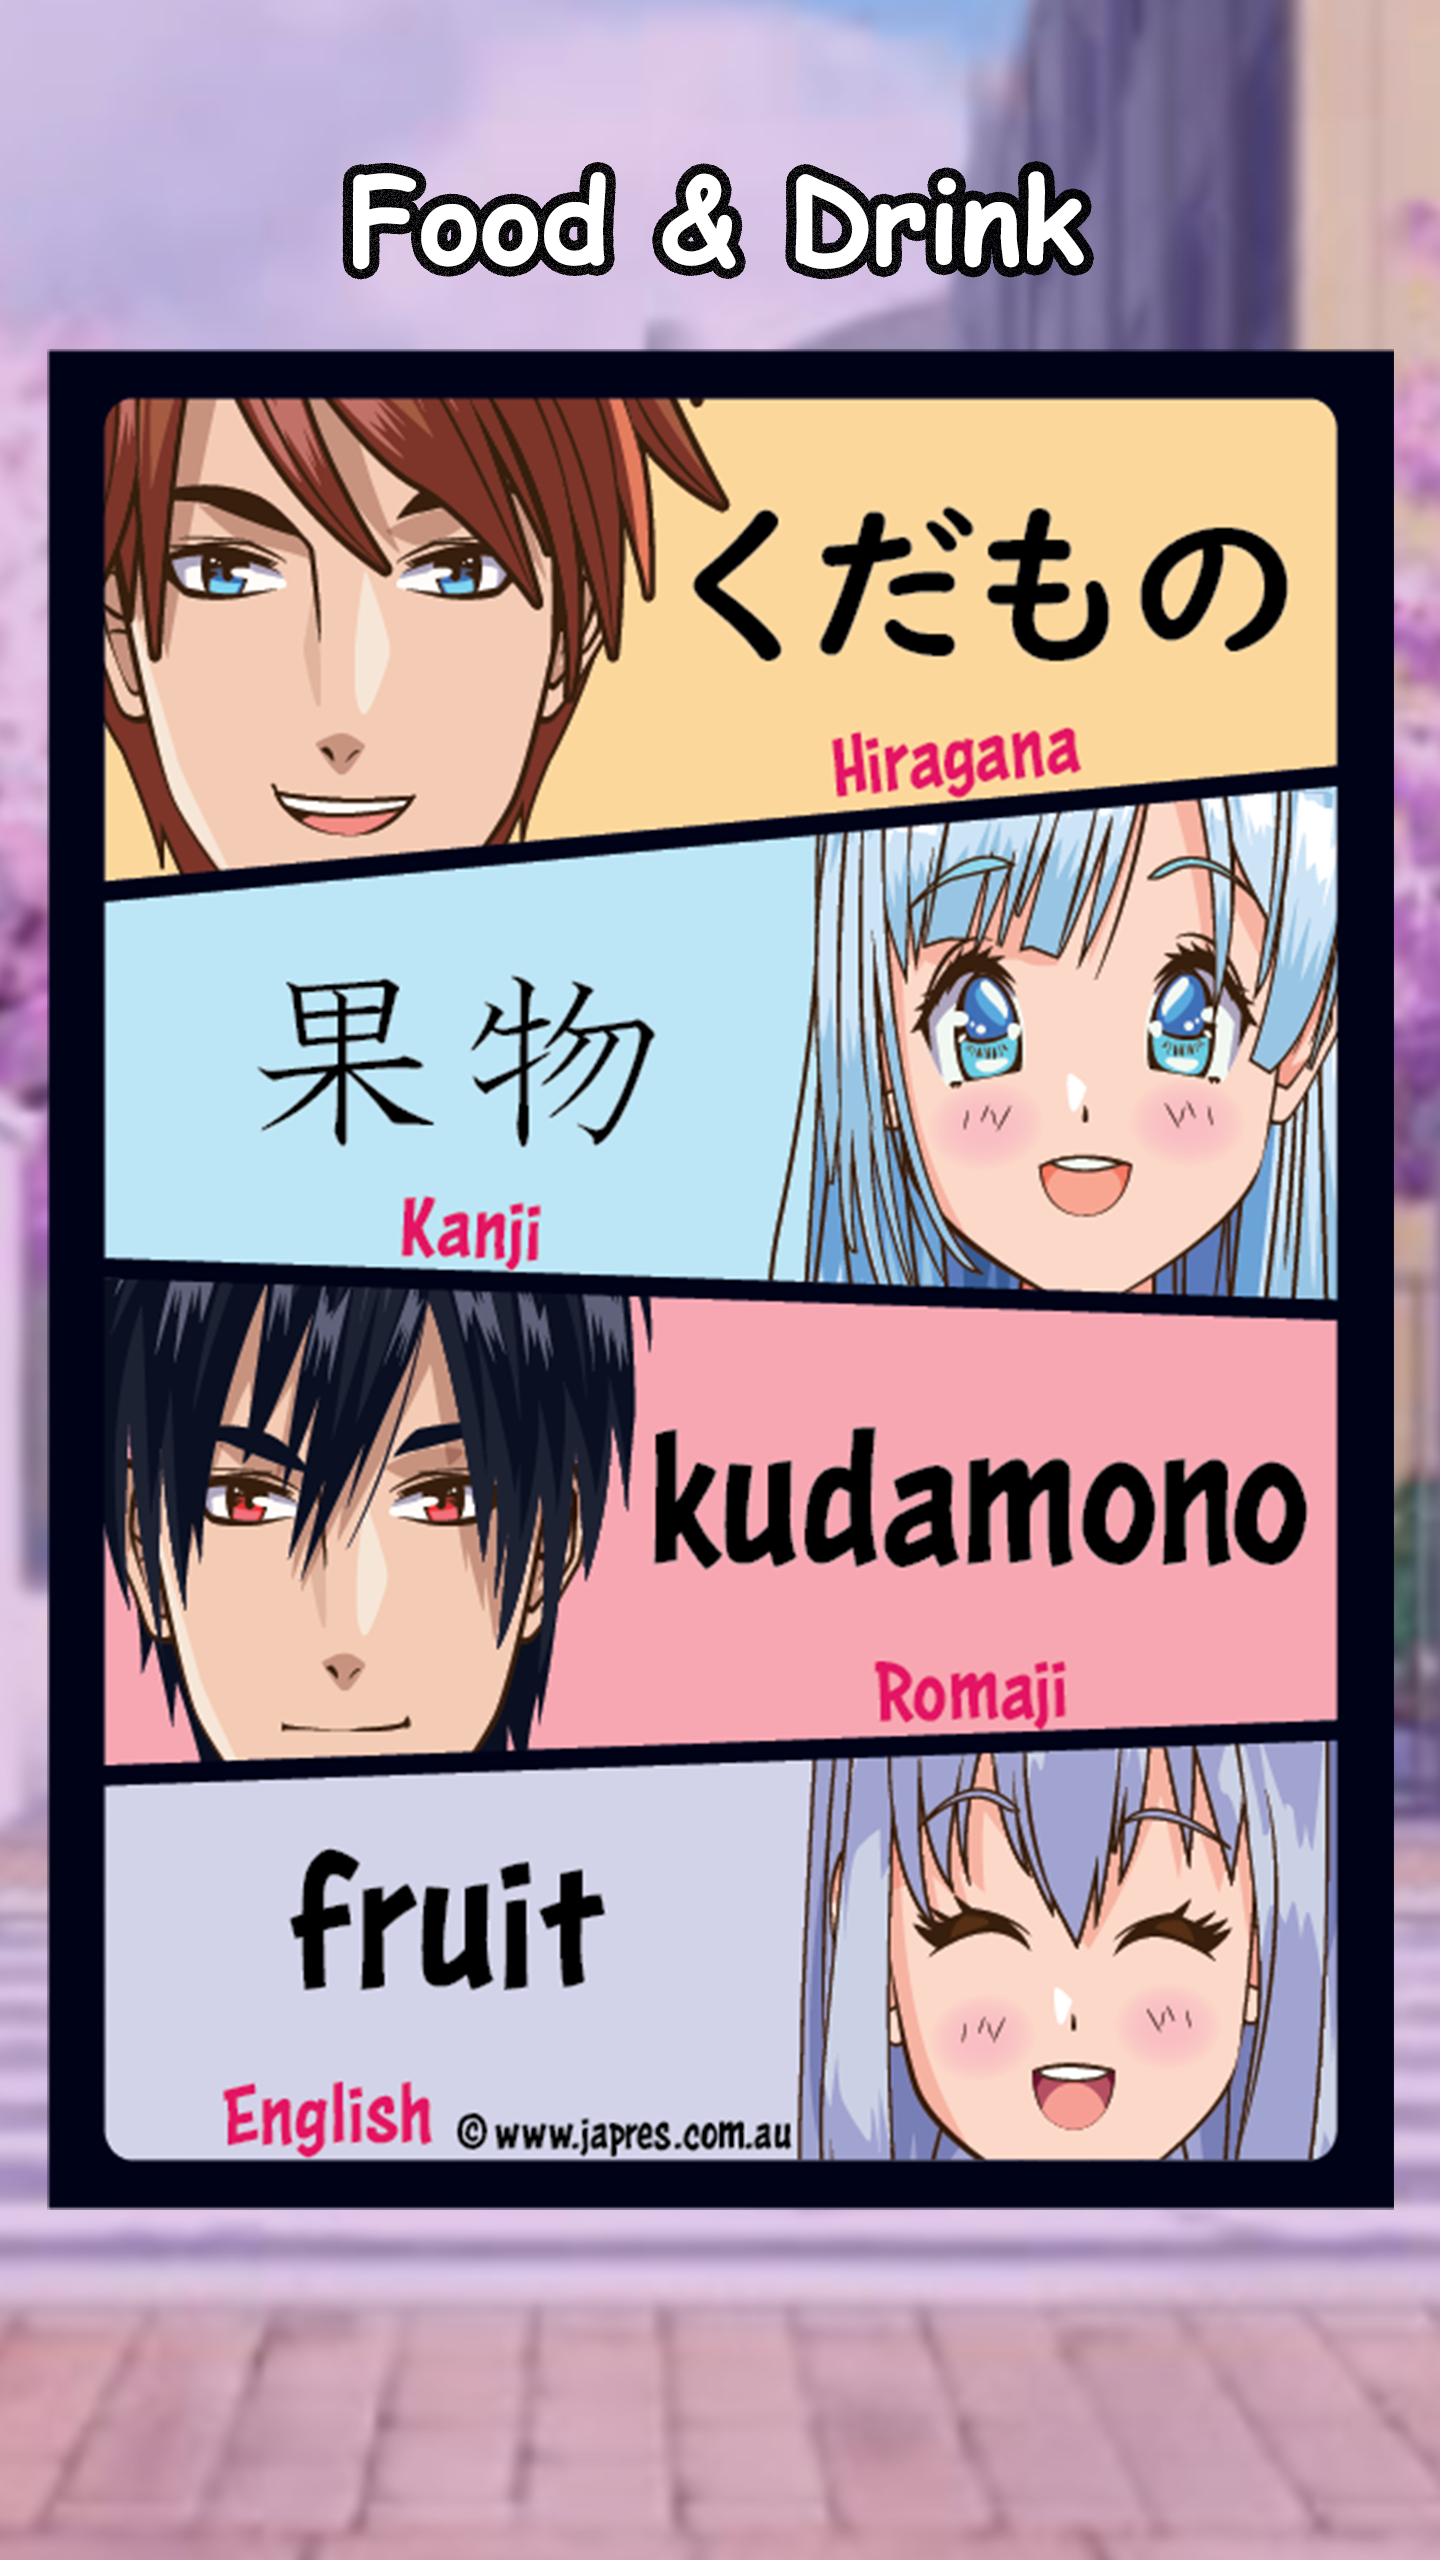 Food & Drink
くだもの
Hiragana
果物
Kanji
kudamono
Romaji
fruit
English © www.japres.com.au